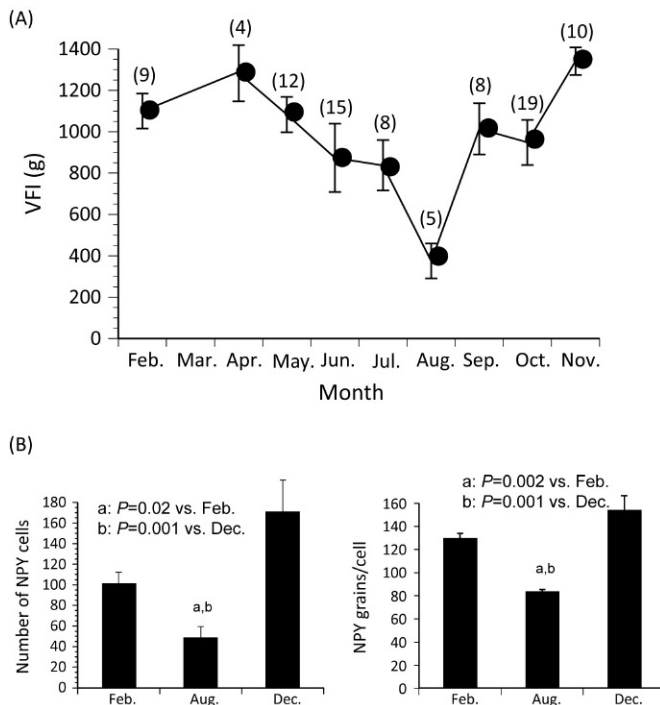 (A)
(9)
(4)
(12)
(15)
(8)
(5)
(8)
(19)
(10)
VFI (g)
1400
1200
1000
800
600
400
200
0
Feb. Mar. Apr. May. Jun. Jul. Aug. Sep. Oct. Nov.
Month
(B)
Number of NPY cells
180
160
140
120
100
80
60
40
20
0
a: P=0.02 vs. Feb.
b: P=0.001 vs. Dec.
a,b
Feb. Aug. Dec.
NPY grains/cell
160
140
120
100
80
60
40
20
0
a: P=0.002 vs. Feb.
b: P=0.001 vs. Dec.
a,b
Feb. Aug. Dec.